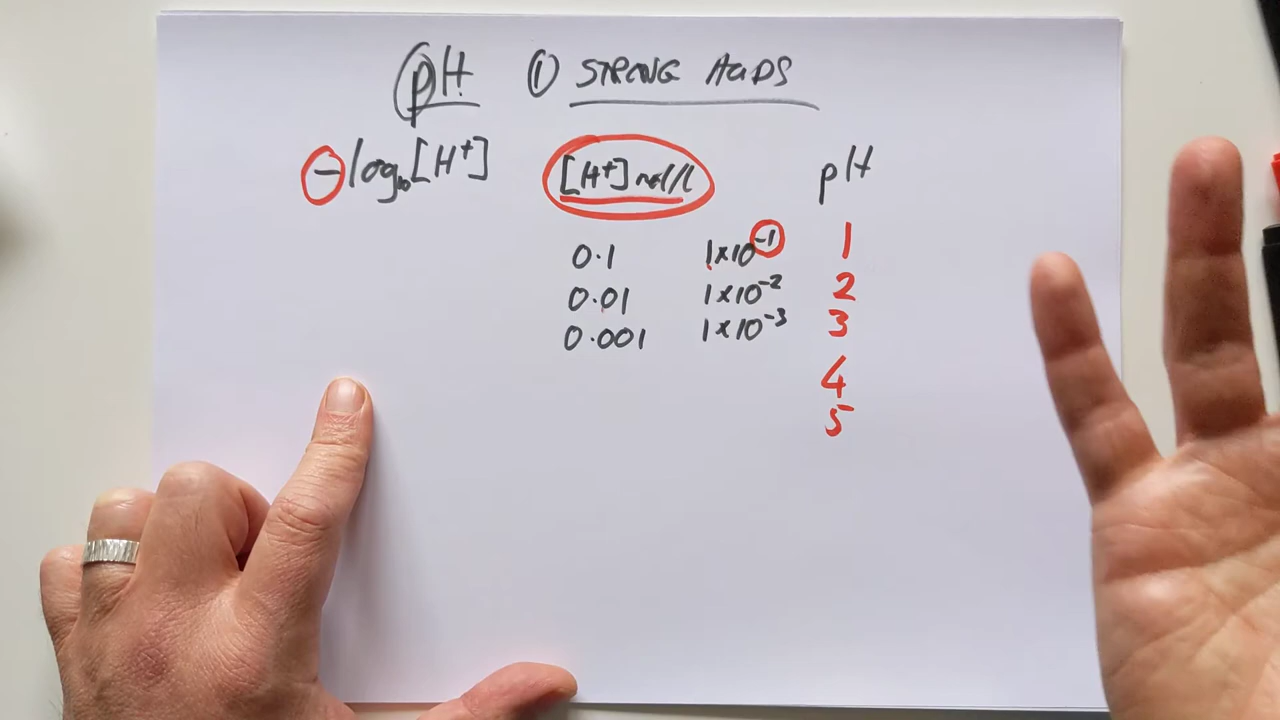 pH ① STRONG ACIDS
-log₁₀[H⁺] [H⁺] mol/l pH
0.1 1×10⁻¹ 1
0.01 1×10⁻² 2
0.001 1×10⁻³ 3
4
5